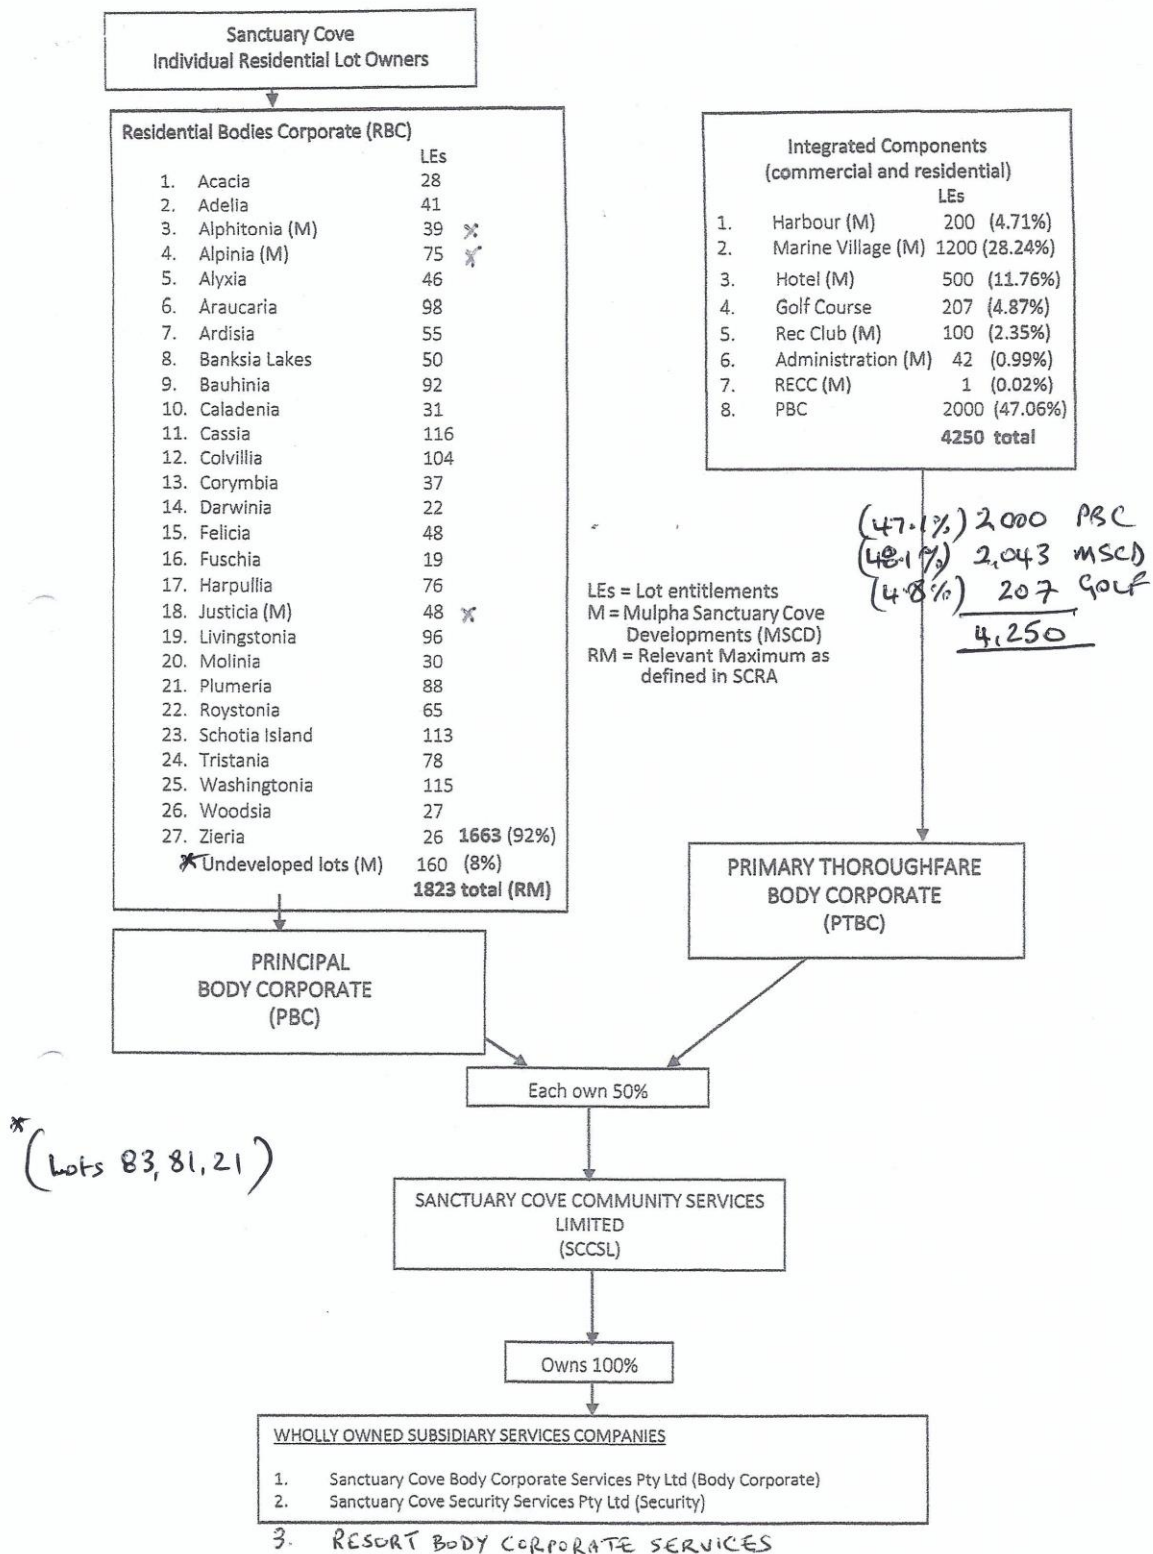 Sanctuary Cove
Individual Residential Lot Owners
Residential Bodies Corporate (RBC)
LEs
1. Acacia 28
2. Adelia 41
3. Alphitonia (M) 39 x
4. Alpinia (M) 75 x
5. Alyxia 46
6. Araucaria 98
7. Ardisia 55
8. Banksia Lakes 50
9. Bauhinia 92
10. Caladenia 31
11. Cassia 116
12. Colvillia 104
13. Corymbia 37
14. Darwinia 22
15. Felicia 48
16. Fuschia 19
17. Harpullia 76
18. Justicia (M) 48 x
19. Livingstonia 96
20. Molinia 30
21. Plumeria 88
22. Roystonia 65
23. Schotia Island 113
24. Tristania 78
25. Washingtonia 115
26. Woodsia 27
27. Zieria 26 1663 (92%)
* Undeveloped lots (M) 160 (8%)
1823 total (RM)
Integrated Components
(commercial and residential)
LEs
1. Harbour (M) 200 (4.71%)
2. Marine Village (M) 1200 (28.24%)
3. Hotel (M) 500 (11.76%)
4. Golf Course 207 (4.87%)
5. Rec Club (M) 100 (2.35%)
6. Administration (M) 42 (0.99%)
7. RECC (M) 1 (0.02%)
8. PBC 2000 (47.06%)
4250 total
(47.1%) 2000 PBC
(48.1%) 2,043 MSCD
(4.8%) 207 GOLF
4,250
LEs = Lot entitlements
M = Mulpha Sanctuary Cove
Developments (MSCD)
RM = Relevant Maximum as
defined in SCRA
PRINCIPAL
BODY CORPORATE
(PBC)
PRIMARY THOROUGHFARE
BODY CORPORATE
(PTBC)
Each own 50%
* (Lots 83, 81, 21)
SANCTUARY COVE COMMUNITY SERVICES
LIMITED
(SCCSL)
Owns 100%
WHOLLY OWNED SUBSIDIARY SERVICES COMPANIES
1. Sanctuary Cove Body Corporate Services Pty Ltd (Body Corporate)
2. Sanctuary Cove Security Services Pty Ltd (Security)
3. RESORT BODY CORPORATE SERVICES